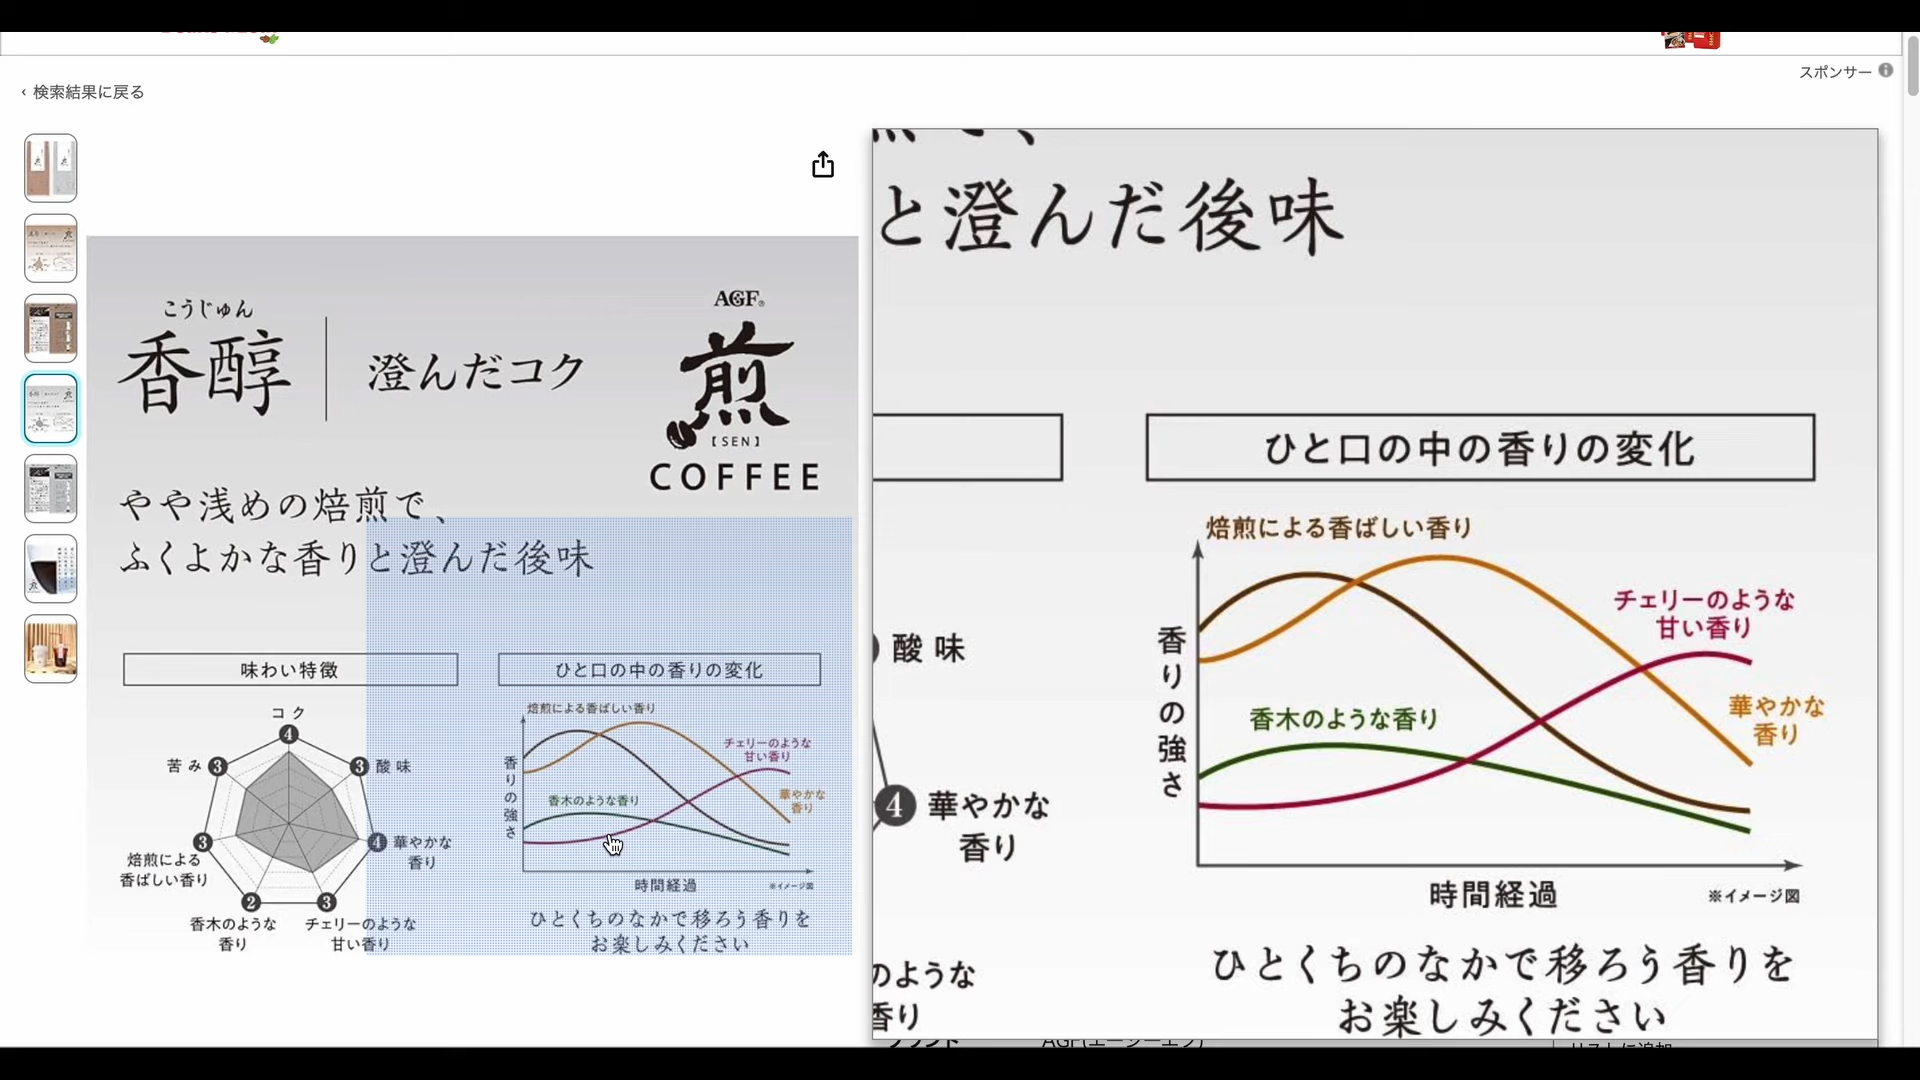 スポンサー
‹ 検索結果に戻る
こうじゅん
香醇
澄んだコク
AGF®
煎
【SEN】
COFFEE
やや浅めの焙煎で、
ふくよかな香りと澄んだ後味
味わい特徴
コク
4
苦み 3
3 酸味
3
焙煎による
香ばしい香り
4 華やかな
香り
2
香木のような
香り
3
チェリーのような
甘い香り
ひと口の中の香りの変化
焙煎による香ばしい香り
チェリーのような
甘い香り
香りの強さ
香木のような香り
華やかな
香り
時間経過
※イメージ図
ひとくちのなかで移ろう香りを
お楽しみください
と澄んだ後味
ひと口の中の香りの変化
焙煎による香ばしい香り
チェリーのような
甘い香り
酸味
香りの強さ
香木のような香り
華やかな
香り
4 華やかな
香り
時間経過
※イメージ図
のような
香り
ひとくちのなかで移ろう香りを
お楽しみください